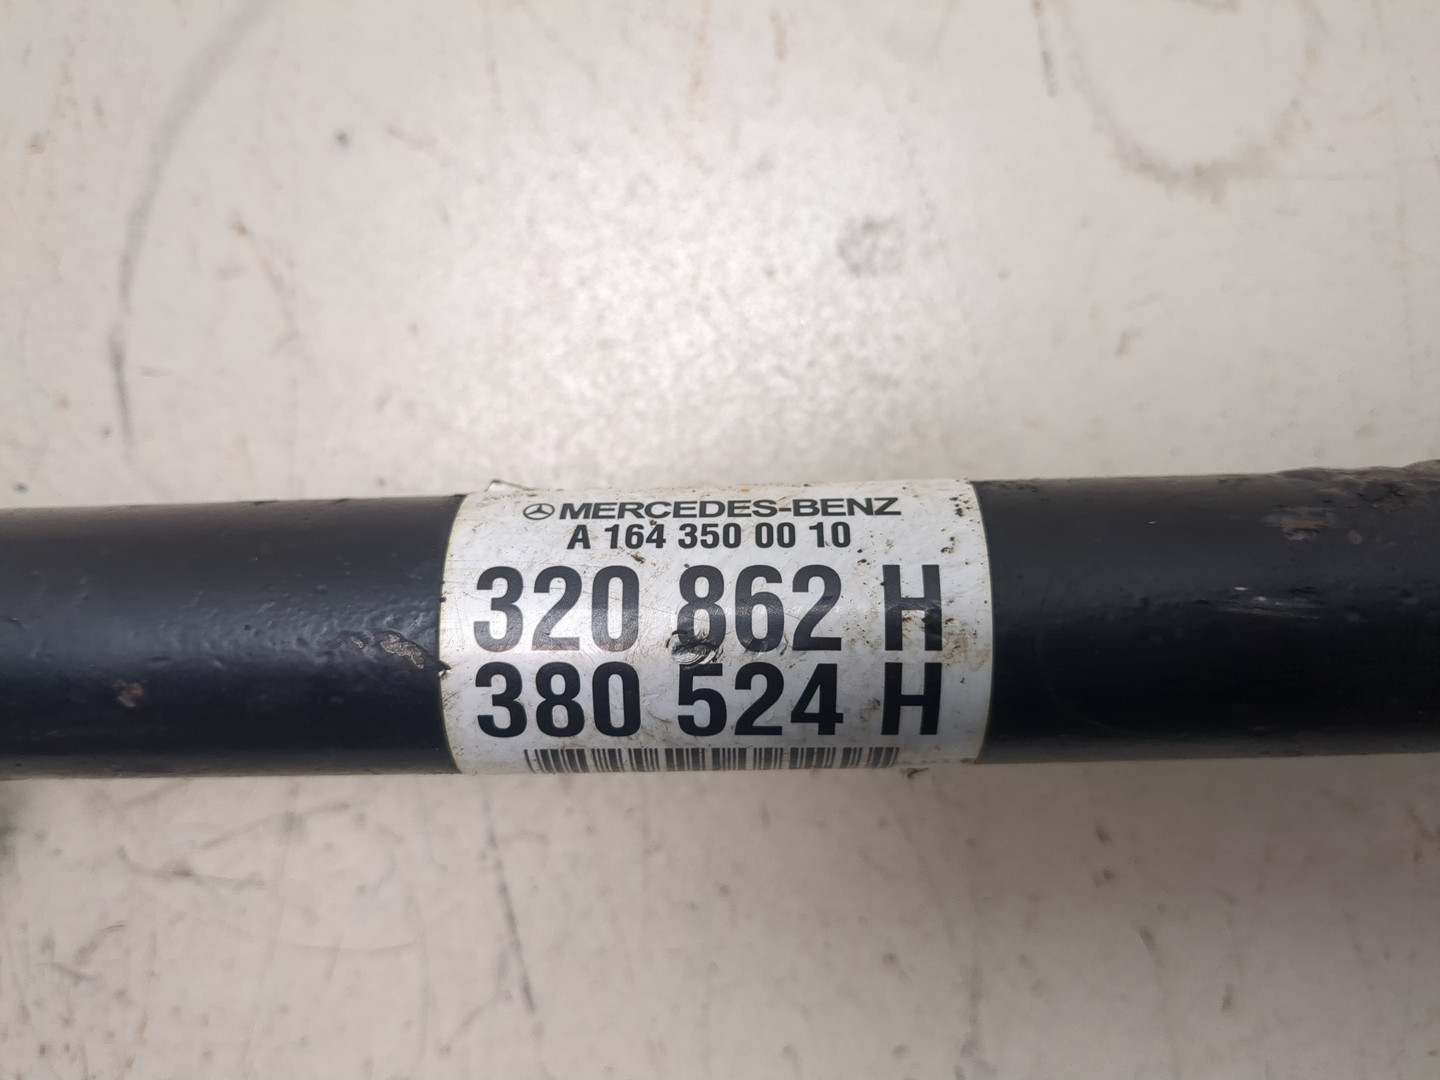 MERCEDES-BENZ
A 164 350 00 10
320 862 H
380 524 H